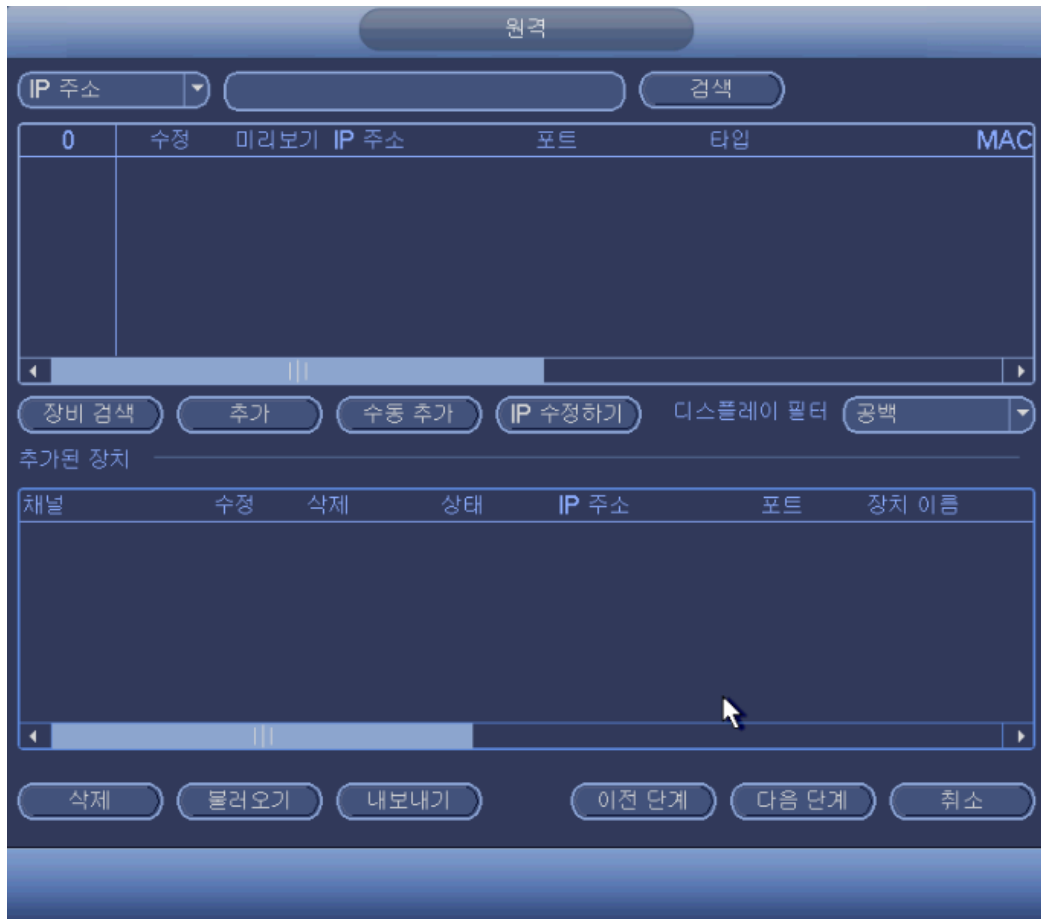 원격
IP 주소 검색
0 수정 미리보기 IP 주소 포트 타입 MAC
장비 검색 추가 수동 추가 IP 수정하기 디스플레이 필터 공백
추가된 장치
채널 수정 삭제 상태 IP 주소 포트 장치 이름
삭제 불러오기 내보내기 이전 단계 다음 단계 취소